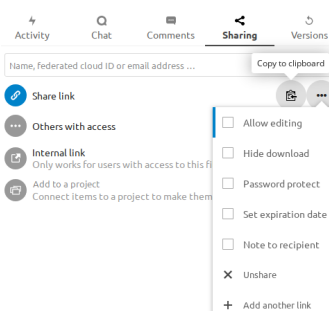 Activity
Chat
Comments
Sharing
Versions
Name, federated cloud ID or email address ...
Copy to clipboard
Share link
Allow editing
Others with access
Hide download
Internal link
Only works for users with access to this fi
Password protect
Add to a project
Connect items to a project to make them
Set expiration date
Note to recipient
Unshare
Add another link